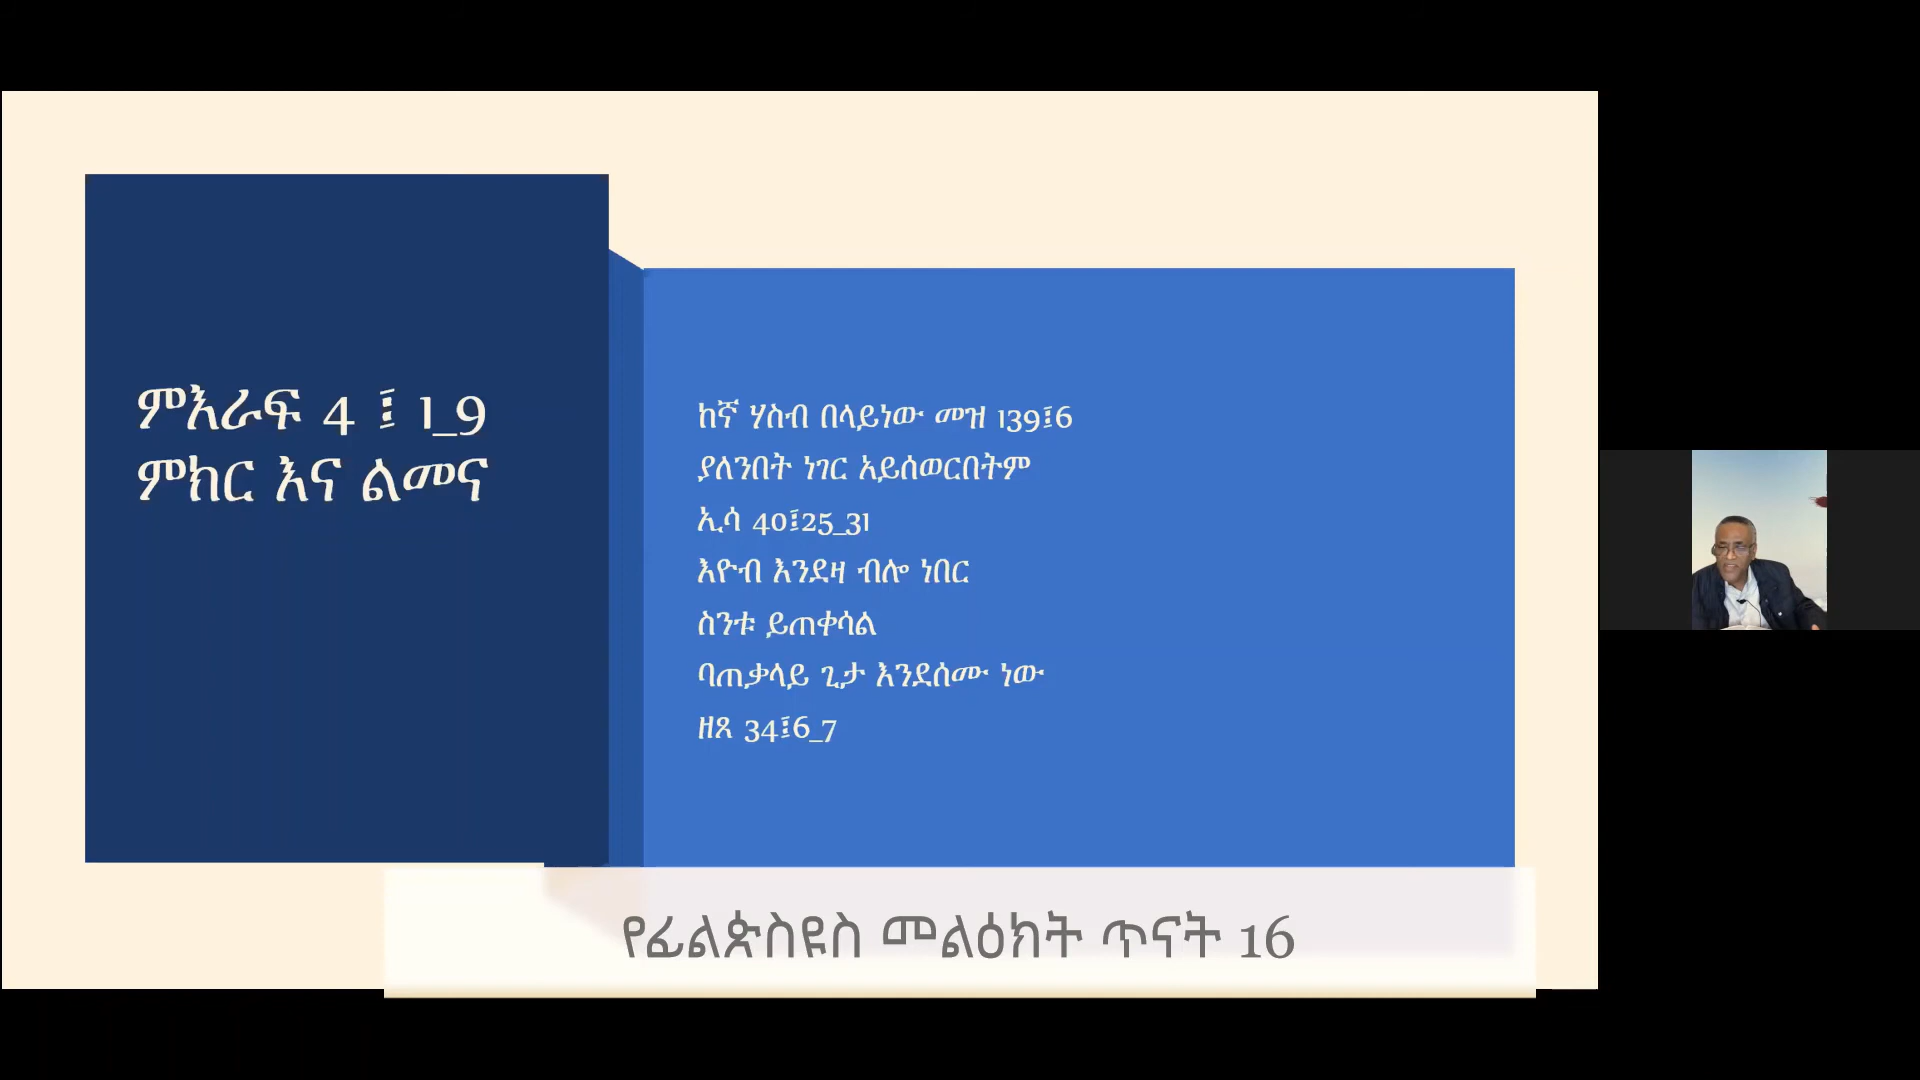 ምእራፍ 4 ፤ 1_9
ምክር እና ልመና
ከኛ ሃስብ በላይነው መዝ 139፤6
ያለንበት ነገር አይሰወርበትም
ኢሳ 40፤25_31
እዮብ እንደዛ ብሎ ነበር
ስንቱ ይጠቀሳል
ባጠቃላይ ጊታ እንደሰሙ ነው
ዘጸ 34፤6_7
የፊልጵስዩስ መልዕክት ጥናት 16